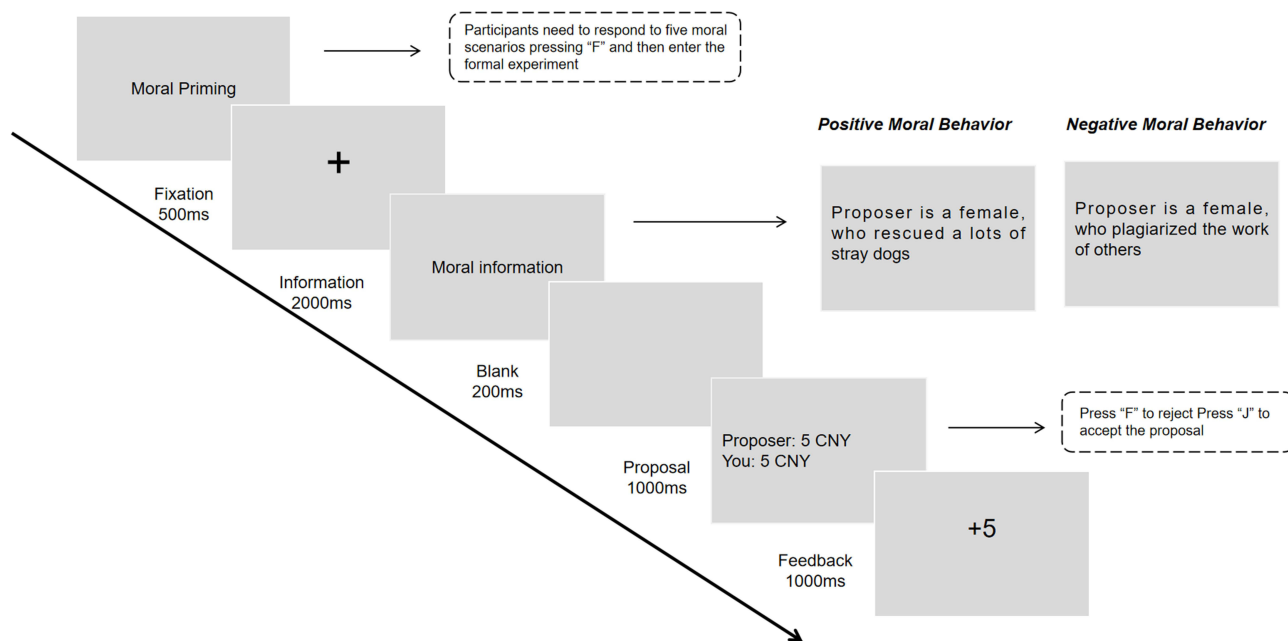 Participants need to respond to five moral
scenarios pressing “F” and then enter the
formal experiment
Moral Priming
Positive Moral Behavior
Negative Moral Behavior
+
Fixation
500ms
Proposer is a female,
who rescued a lots of
stray dogs
Proposer is a female,
who plagiarized the work
of others
Moral information
Information
2000ms
Blank
200ms
Press “F” to reject Press “J” to
accept the proposal
Proposer: 5 CNY
You: 5 CNY
Proposal
1000ms
+5
Feedback
1000ms